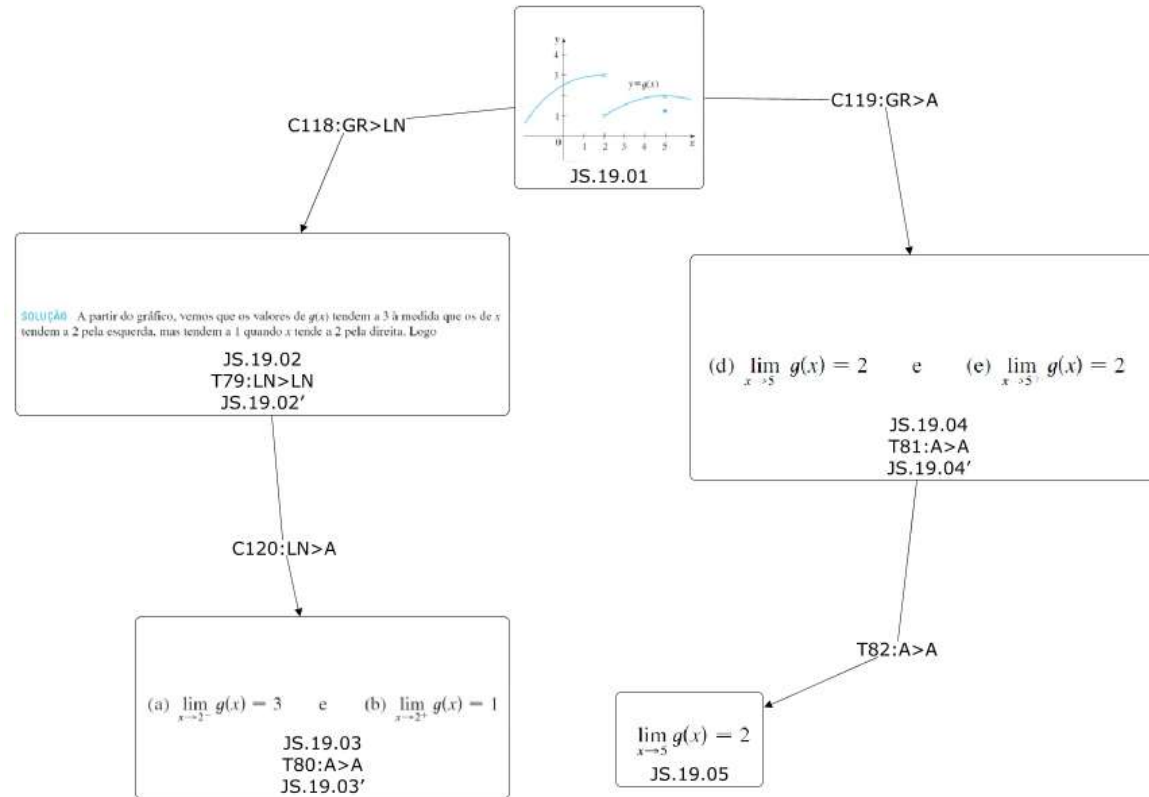 y
4
3
1
0
1
2
3
4
5
x
y=g(x)
JS.19.01
C118:GR>LN
C119:GR>A
SOLUÇÃO A partir do gráfico, vemos que os valores de g(x) tendem a 3 à medida que os de x
tendem a 2 pela esquerda, mas tendem a 1 quando x tende a 2 pela direita. Logo
JS.19.02
T79:LN>LN
JS.19.02′
(d) lim x→5 g(x) = 2 e (e) lim x→5 g(x) = 2
JS.19.04
T81:A>A
JS.19.04′
C120:LN>A
T82:A>A
(a) lim x→2⁻ g(x) = 3 e (b) lim x→2⁺ g(x) = 1
JS.19.03
T80:A>A
JS.19.03′
lim x→5 g(x) = 2
JS.19.05